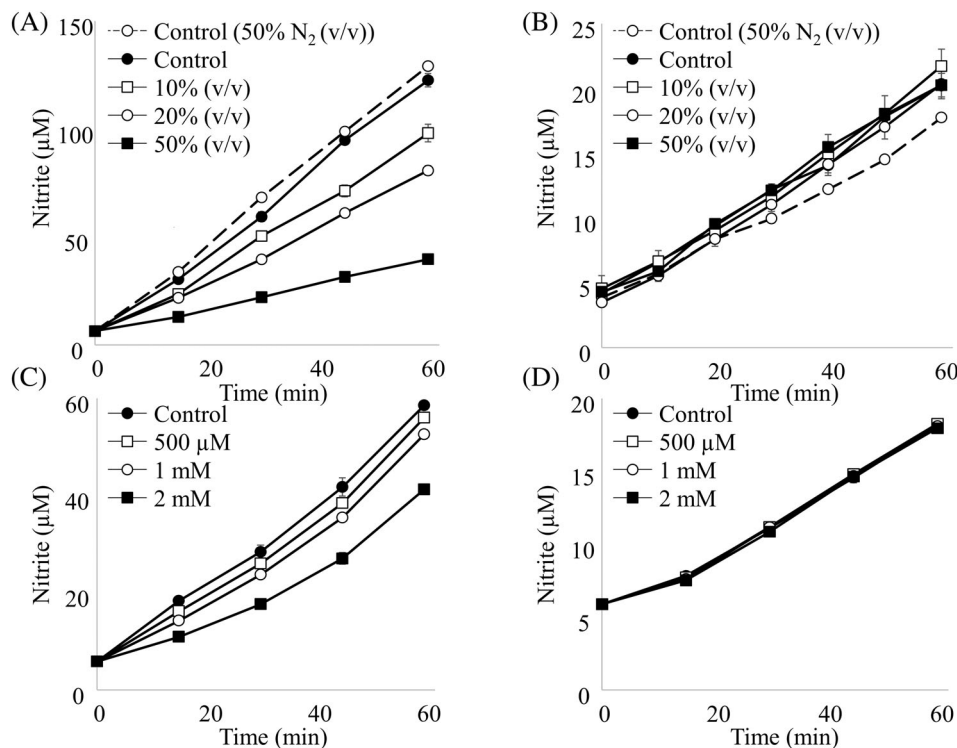 (A)
150
100
50
0
Nitrite (µM)
Control (50% N2 (v/v))
Control
10% (v/v)
20% (v/v)
50% (v/v)
0 20 40 60
Time (min)
(B)
25
20
15
10
5
0
Nitrite (µM)
Control (50% N2 (v/v))
Control
10% (v/v)
20% (v/v)
50% (v/v)
0 20 40 60
Time (min)
(C)
60
40
20
0
Nitrite (µM)
Control
500 µM
1 mM
2 mM
0 20 40 60
Time (min)
(D)
20
15
10
5
0
Nitrite (µM)
Control
500 µM
1 mM
2 mM
0 20 40 60
Time (min)